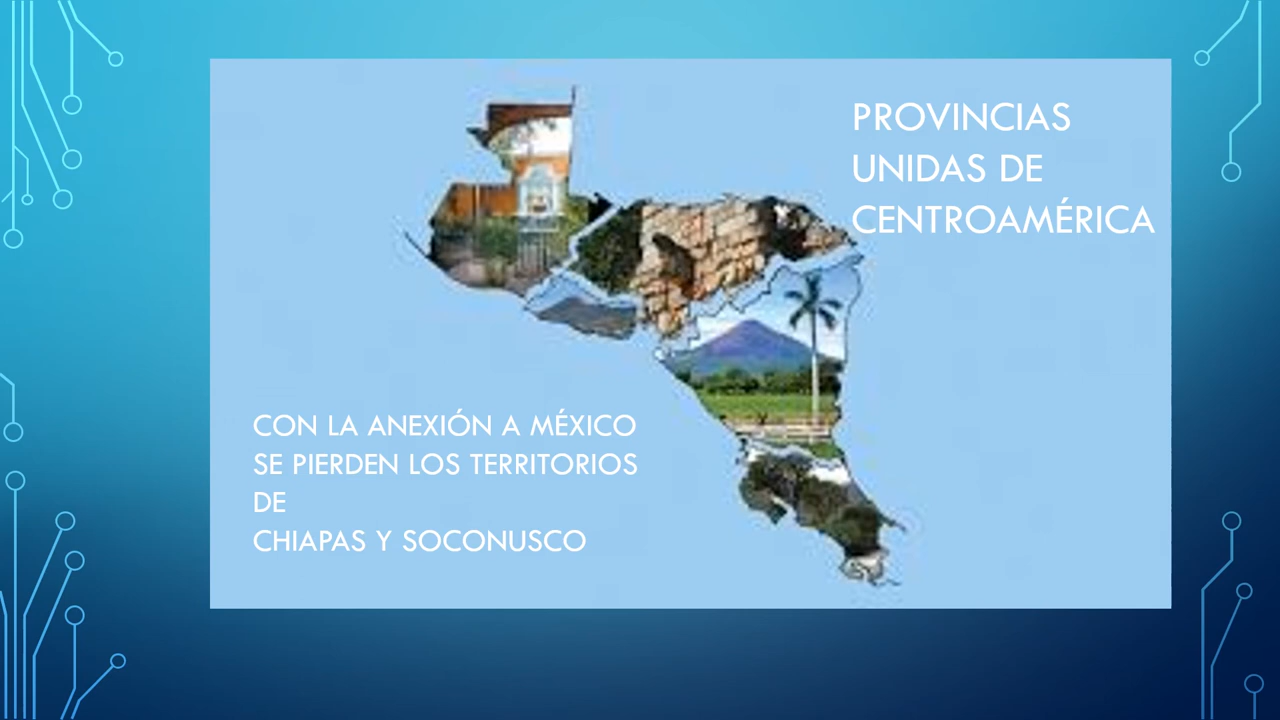 PROVINCIAS
UNIDAS DE
CENTROAMÉRICA
CON LA ANEXIÓN A MÉXICO
SE PIERDEN LOS TERRITORIOS
DE
CHIAPAS Y SOCONUSCO